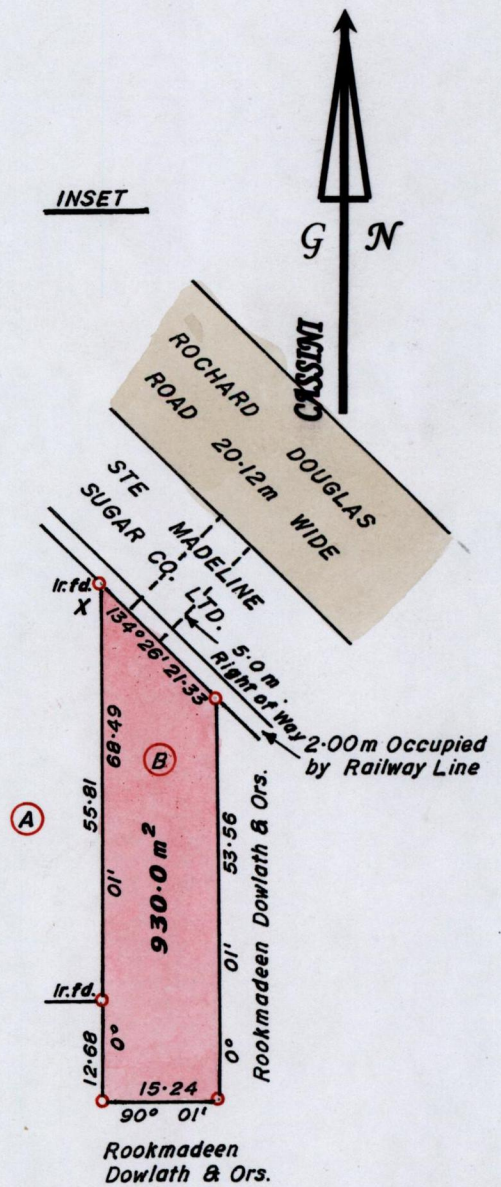 INSET
G N
CASSINI
ROCHARD DOUGLAS
ROAD 20·12m WIDE
STE MADELINE
SUGAR CO. LTD.
Ir.fd.
X
134° 26' 21·33
5·0m
Right of Way
2·00m Occupied
by Railway Line
A
B
55·81
68·49
01'
0°
930·0m²
53·56
01'
0°
Rookmadeen Dowlath & Ors.
Ir.fd.
12·68
15·24
90° 01'
Rookmadeen
Dowlath & Ors.